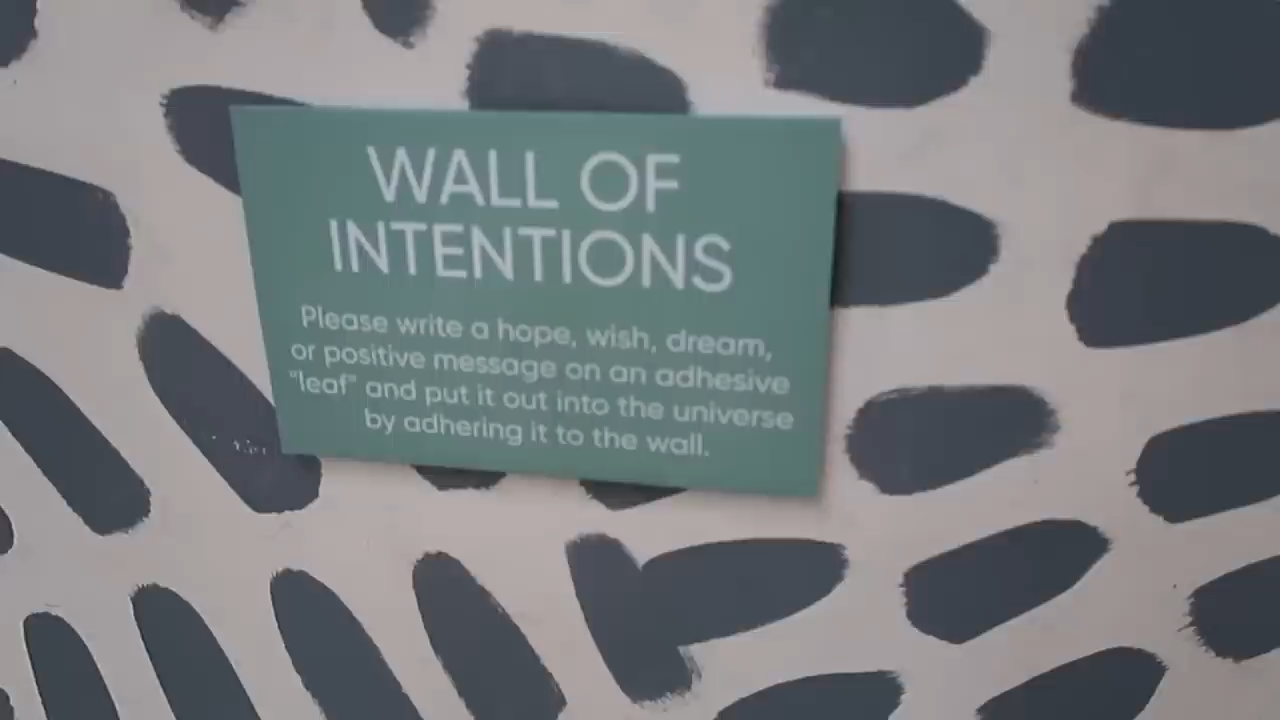 WALL OF
INTENTIONS
Please write a hope, wish, dream,
or positive message on an adhesive
"leaf" and put it out into the universe
by adhering it to the wall.